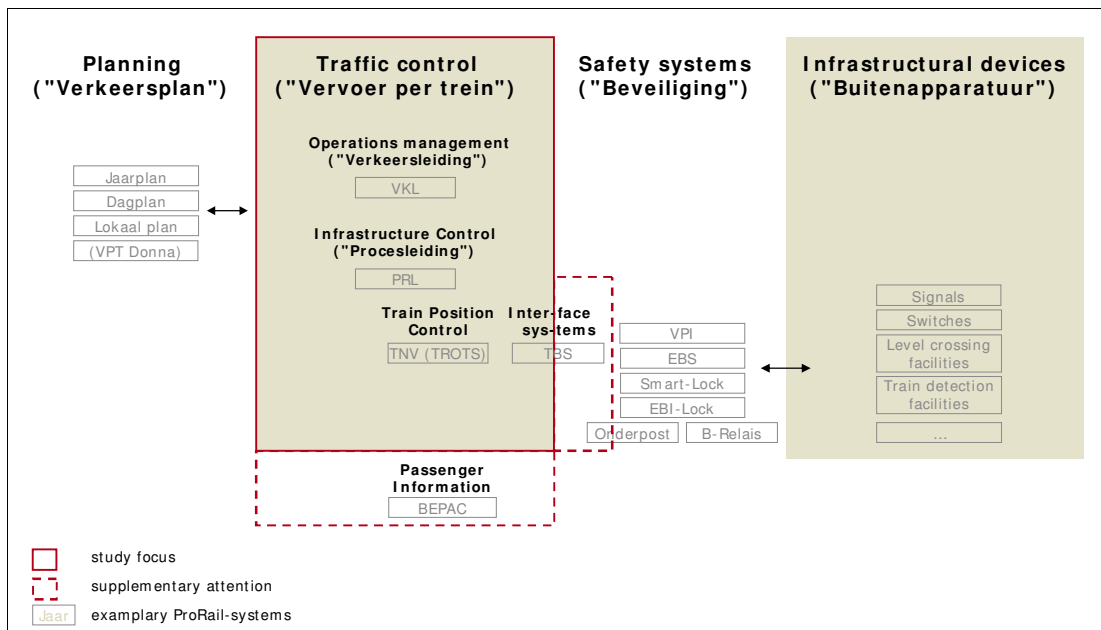 Planning
("Verkeersplan")
Traffic control
("Vervoer per trein")
Safety systems
("Beveiliging")
Infrastructural devices
("Buitenapparatuur")
Operations management
("Verkeersleiding")
VKL
Jaarplan
Dagplan
Lokaal plan
(VPT Donna)
Infrastructure Control
("Procesleiding")
PRL
Train Position
Control
TNV (TROTS)
Inter-face
sys-tems
TBS
VPI
EBS
Smart-Lock
EBI-Lock
Onderpost
B-Relais
Signals
Switches
Level crossing
facilities
Train detection
facilities
...
Passenger
Information
BEPAC
study focus
supplementary attention
Jaar
examplary ProRail-systems